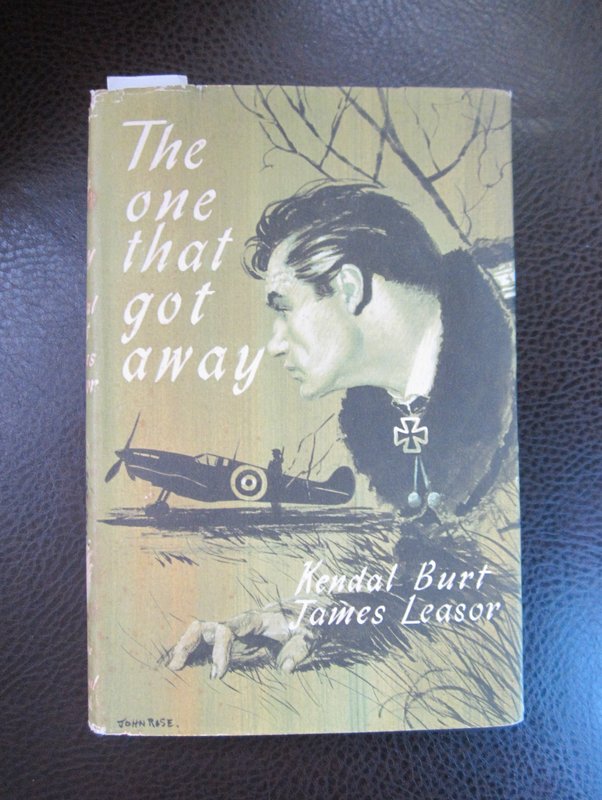 The
one
that
got
away
Kendal Burt
James Leasor
JOHN ROSE.